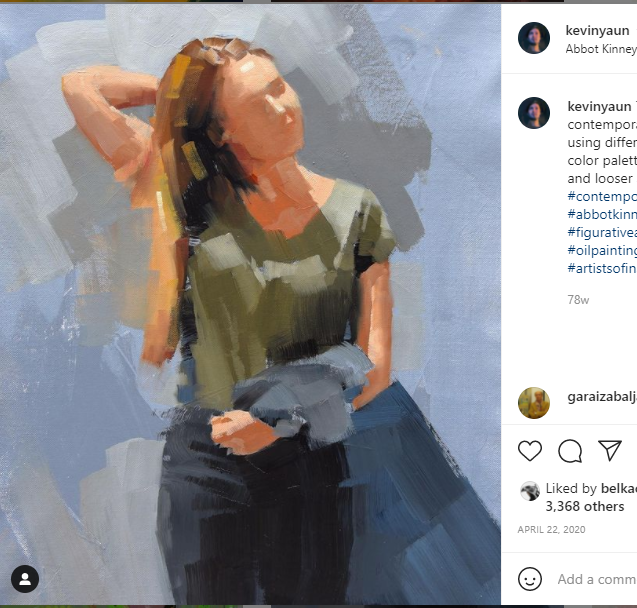 kevinyaun
Abbot Kinney
kevinyaun
contempora
using differ
color palett
and looser
#contempo
#abbotkinn
#figurativea
#oilpainting
#artistsofin
78w
garaizabalj
Liked by belka
3,368 others
APRIL 22, 2020
Add a comm